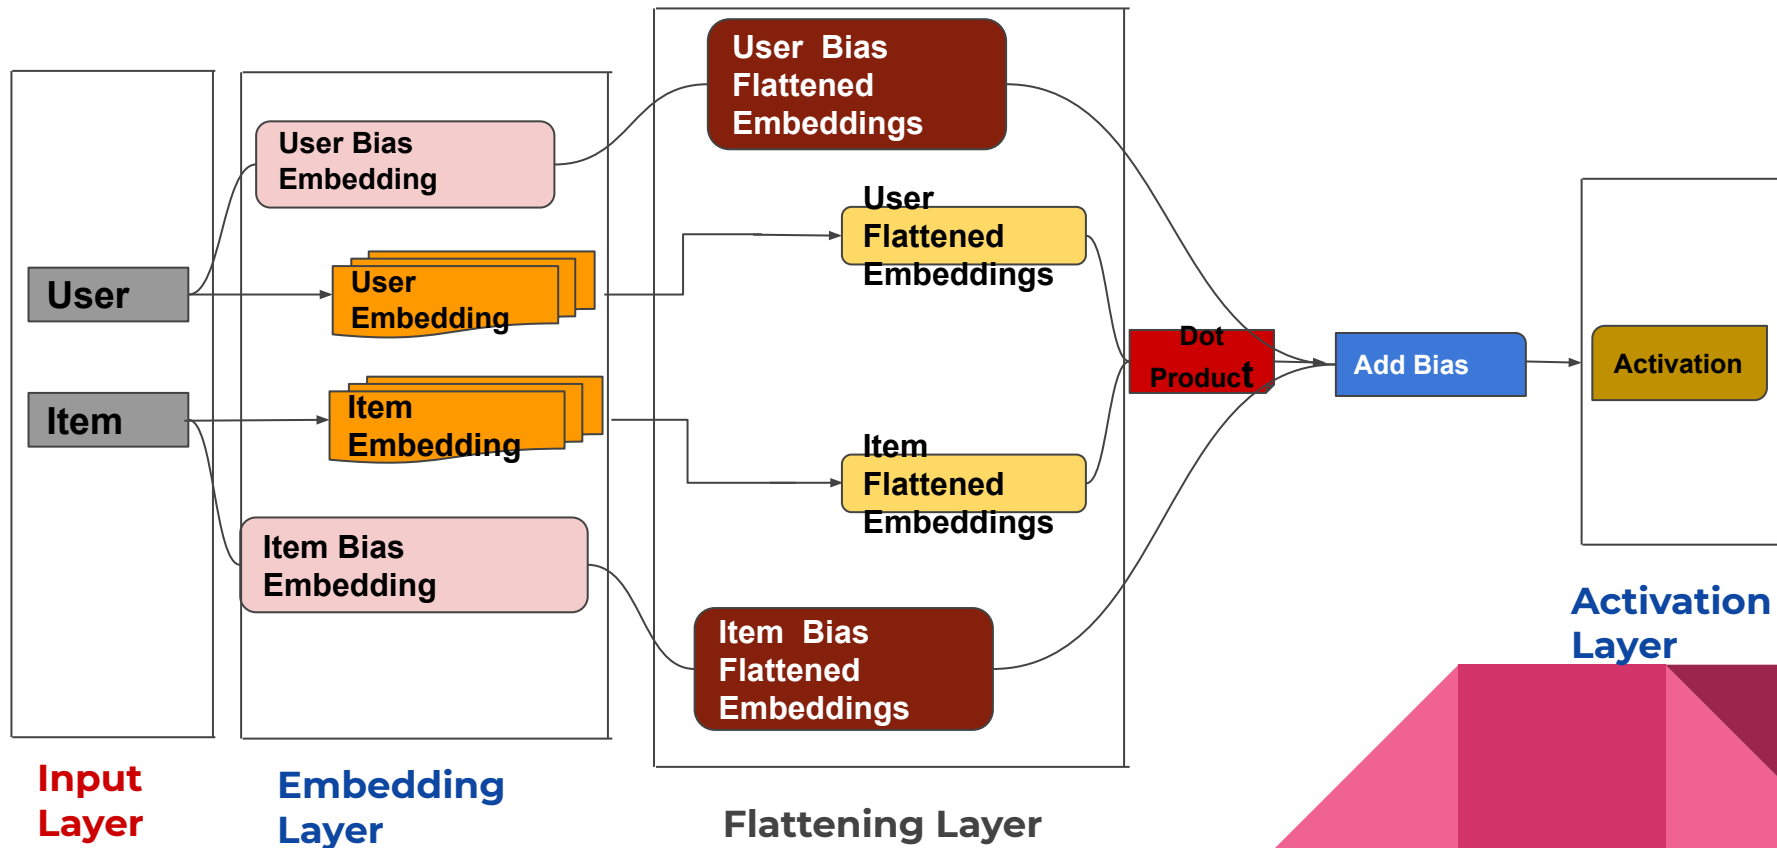 User
Item
Input
Layer
User Bias
Embedding
User
Embedding
Item
Embedding
Item Bias
Embedding
Embedding
Layer
User  Bias
Flattened
Embeddings
User
Flattened
Embeddings
Item
Flattened
Embeddings
Item  Bias
Flattened
Embeddings
Flattening Layer
Dot
Product
Add Bias
Activation
Activation
Layer